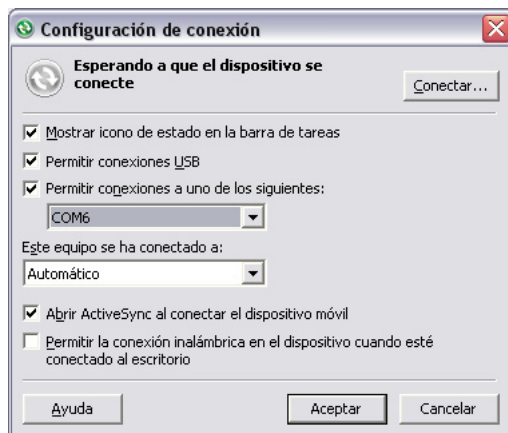 Configuración de conexión
Esperando a que el dispositivo se
conecte
Conectar...
Mostrar icono de estado en la barra de tareas
Permitir conexiones USB
Permitir conexiones a uno de los siguientes:
COM6
Este equipo se ha conectado a:
Automático
Abrir ActiveSync al conectar el dispositivo móvil
Permitir la conexión inalámbrica en el dispositivo cuando esté
conectado al escritorio
Ayuda
Aceptar
Cancelar